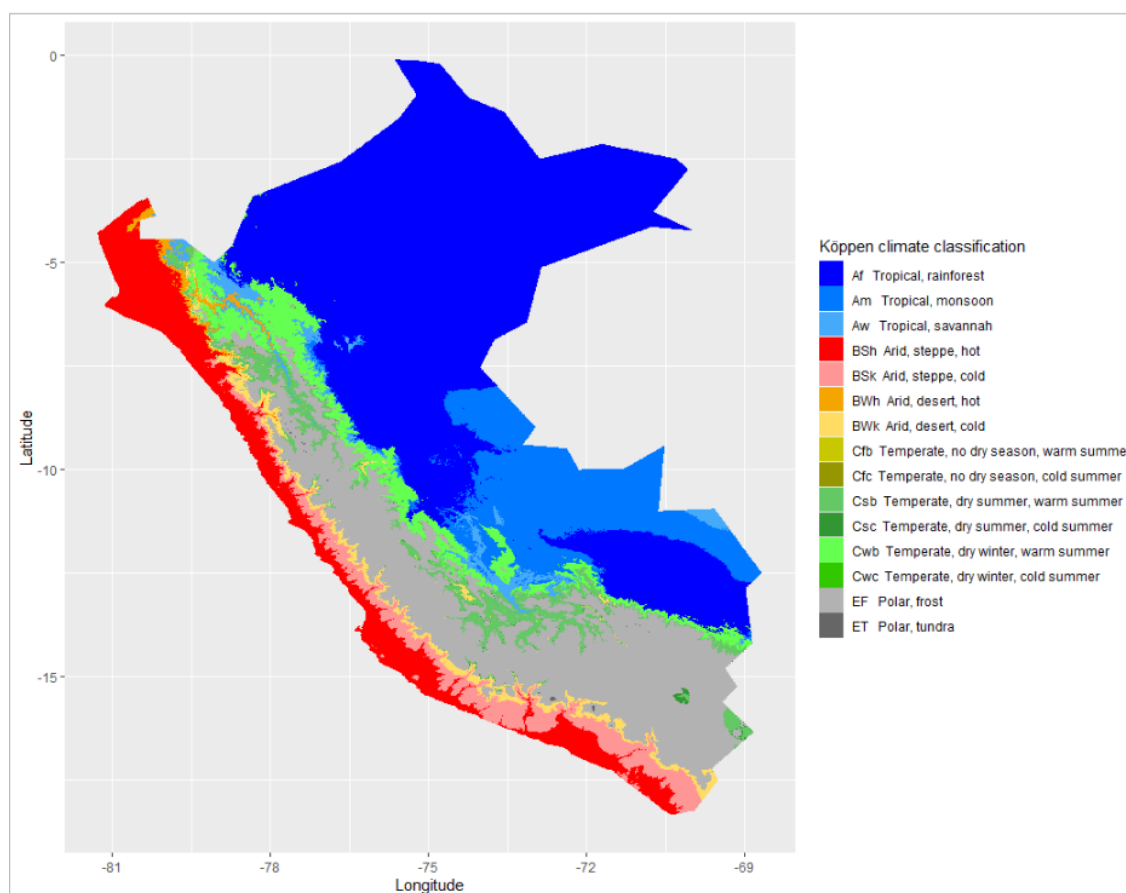 0
-5
-10
-15
Latitude
-81
-78
-75
-72
-69
Longitude
Köppen climate classification
Af Tropical, rainforest
Am Tropical, monsoon
Aw Tropical, savannah
BSh Arid, steppe, hot
BSk Arid, steppe, cold
BWh Arid, desert, hot
BWk Arid, desert, cold
Cfb Temperate, no dry season, warm summe
Cfc Temperate, no dry season, cold summer
Csb Temperate, dry summer, warm summer
Csc Temperate, dry summer, cold summer
Cwb Temperate, dry winter, warm summer
Cwc Temperate, dry winter, cold summer
EF Polar, frost
ET Polar, tundra